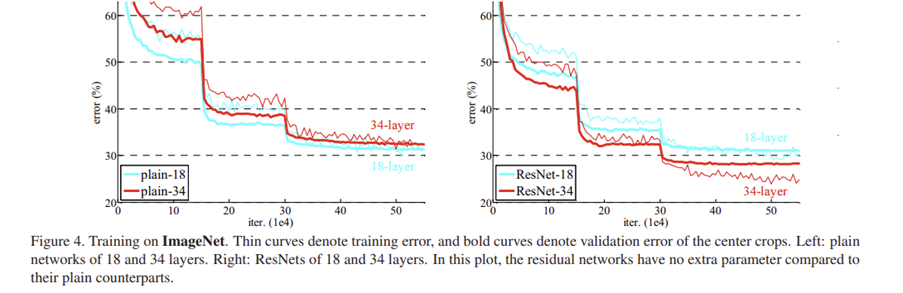 60
50
40
30
20
error (%)
34-layer
18-layer
plain-18
plain-34
0 10 20 30 40 50
iter. (1e4)
60
50
40
30
20
error (%)
18-layer
34-layer
ResNet-18
ResNet-34
0 10 20 30 40 50
iter. (1e4)
Figure 4. Training on ImageNet. Thin curves denote training error, and bold curves denote validation error of the center crops. Left: plain
networks of 18 and 34 layers. Right: ResNets of 18 and 34 layers. In this plot, the residual networks have no extra parameter compared to
their plain counterparts.